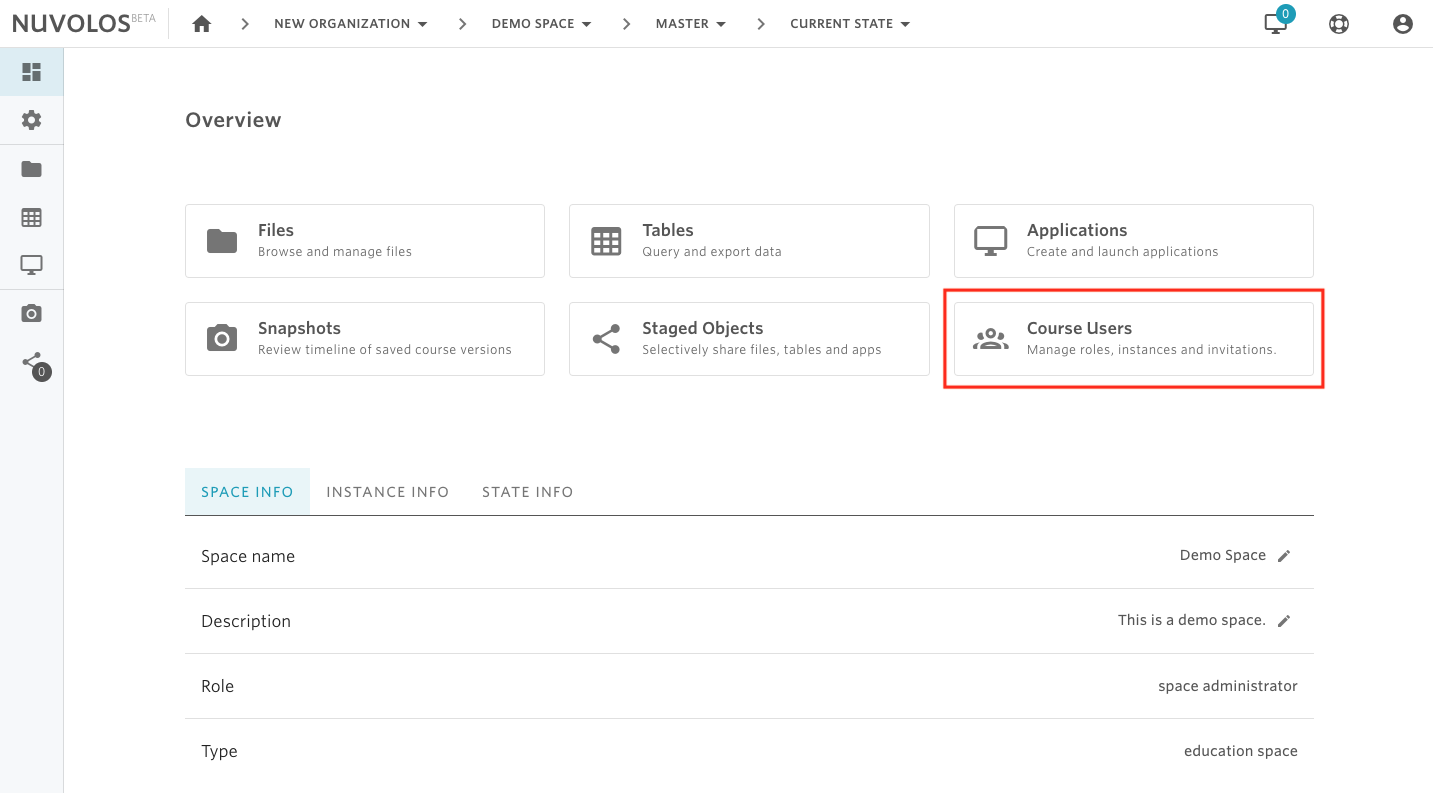 NUVOLOS BETA
NEW ORGANIZATION
DEMO SPACE
MASTER
CURRENT STATE
0
Overview
Files
Browse and manage files
Tables
Query and export data
Applications
Create and launch applications
Snapshots
Review timeline of saved course versions
Staged Objects
Selectively share files, tables and apps
Course Users
Manage roles, instances and invitations.
0
SPACE INFO
INSTANCE INFO
STATE INFO
Space name
Demo Space
Description
This is a demo space.
Role
space administrator
Type
education space